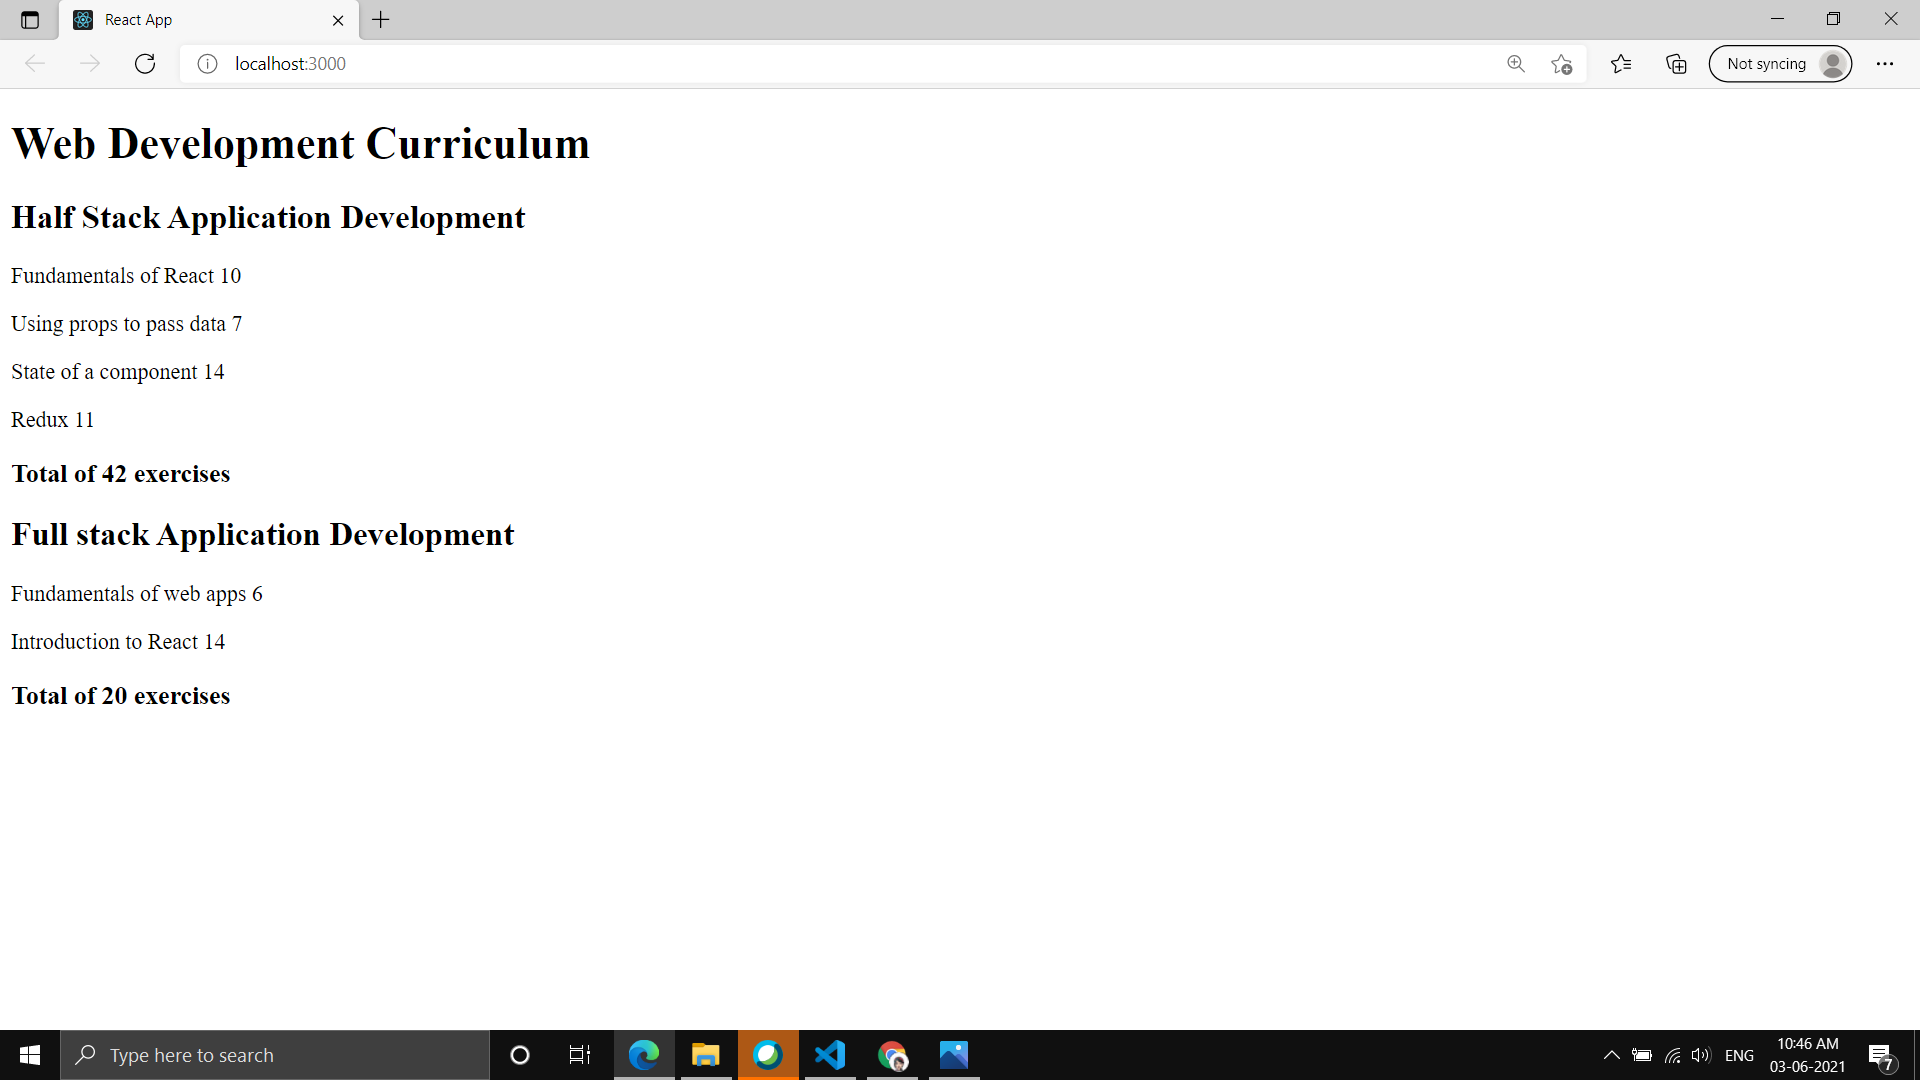 React App
localhost:3000
Not syncing
Web Development Curriculum
Half Stack Application Development
Fundamentals of React 10
Using props to pass data 7
State of a component 14
Redux 11
Total of 42 exercises
Full stack Application Development
Fundamentals of web apps 6
Introduction to React 14
Total of 20 exercises
Type here to search
ENG
10:46 AM
03-06-2021
7